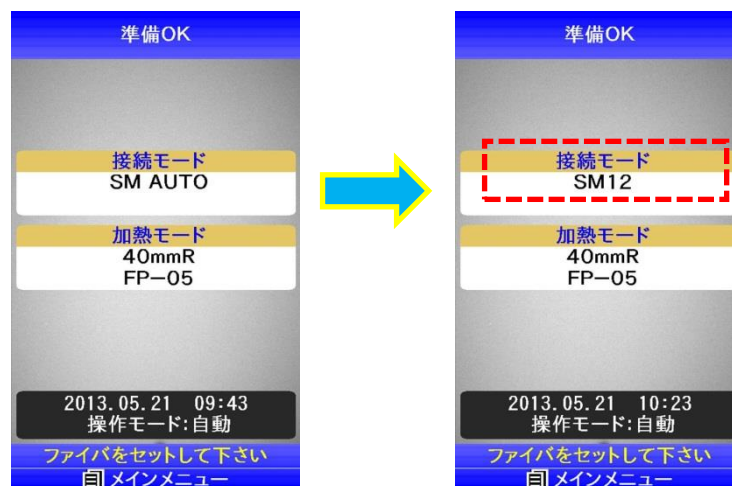 準備OK
接続モード
SM AUTO
加熱モード
40mmR
FP-05
2013.05.21 09:43
操作モード:自動
ファイバをセットして下さい
メインメニュー
準備OK
接続モード
SM12
加熱モード
40mmR
FP-05
2013.05.21 10:23
操作モード:自動
ファイバをセットして下さい
メインメニュー